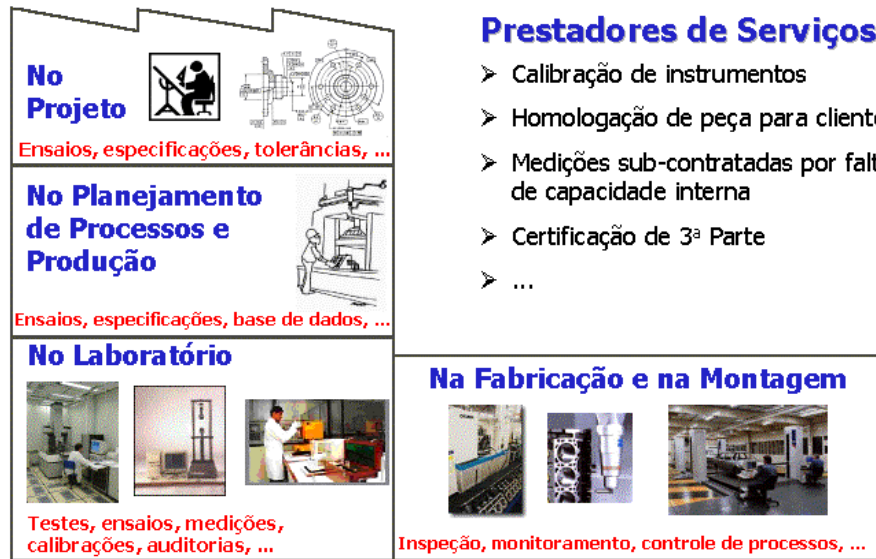 No
Projeto
Ensaios, especificações, tolerâncias, ...
No Planejamento
de Processos e
Produção
Ensaios, especificações, base de dados, ...
No Laboratório
Testes, ensaios, medições,
calibrações, auditorias, ...
Prestadores de Serviços
➢ Calibração de instrumentos
➢ Homologação de peça para cliente
➢ Medições sub-contratadas por falt
de capacidade interna
➢ Certificação de 3ª Parte
➢ ...
Na Fabricação e na Montagem
Inspeção, monitoramento, controle de processos, ...